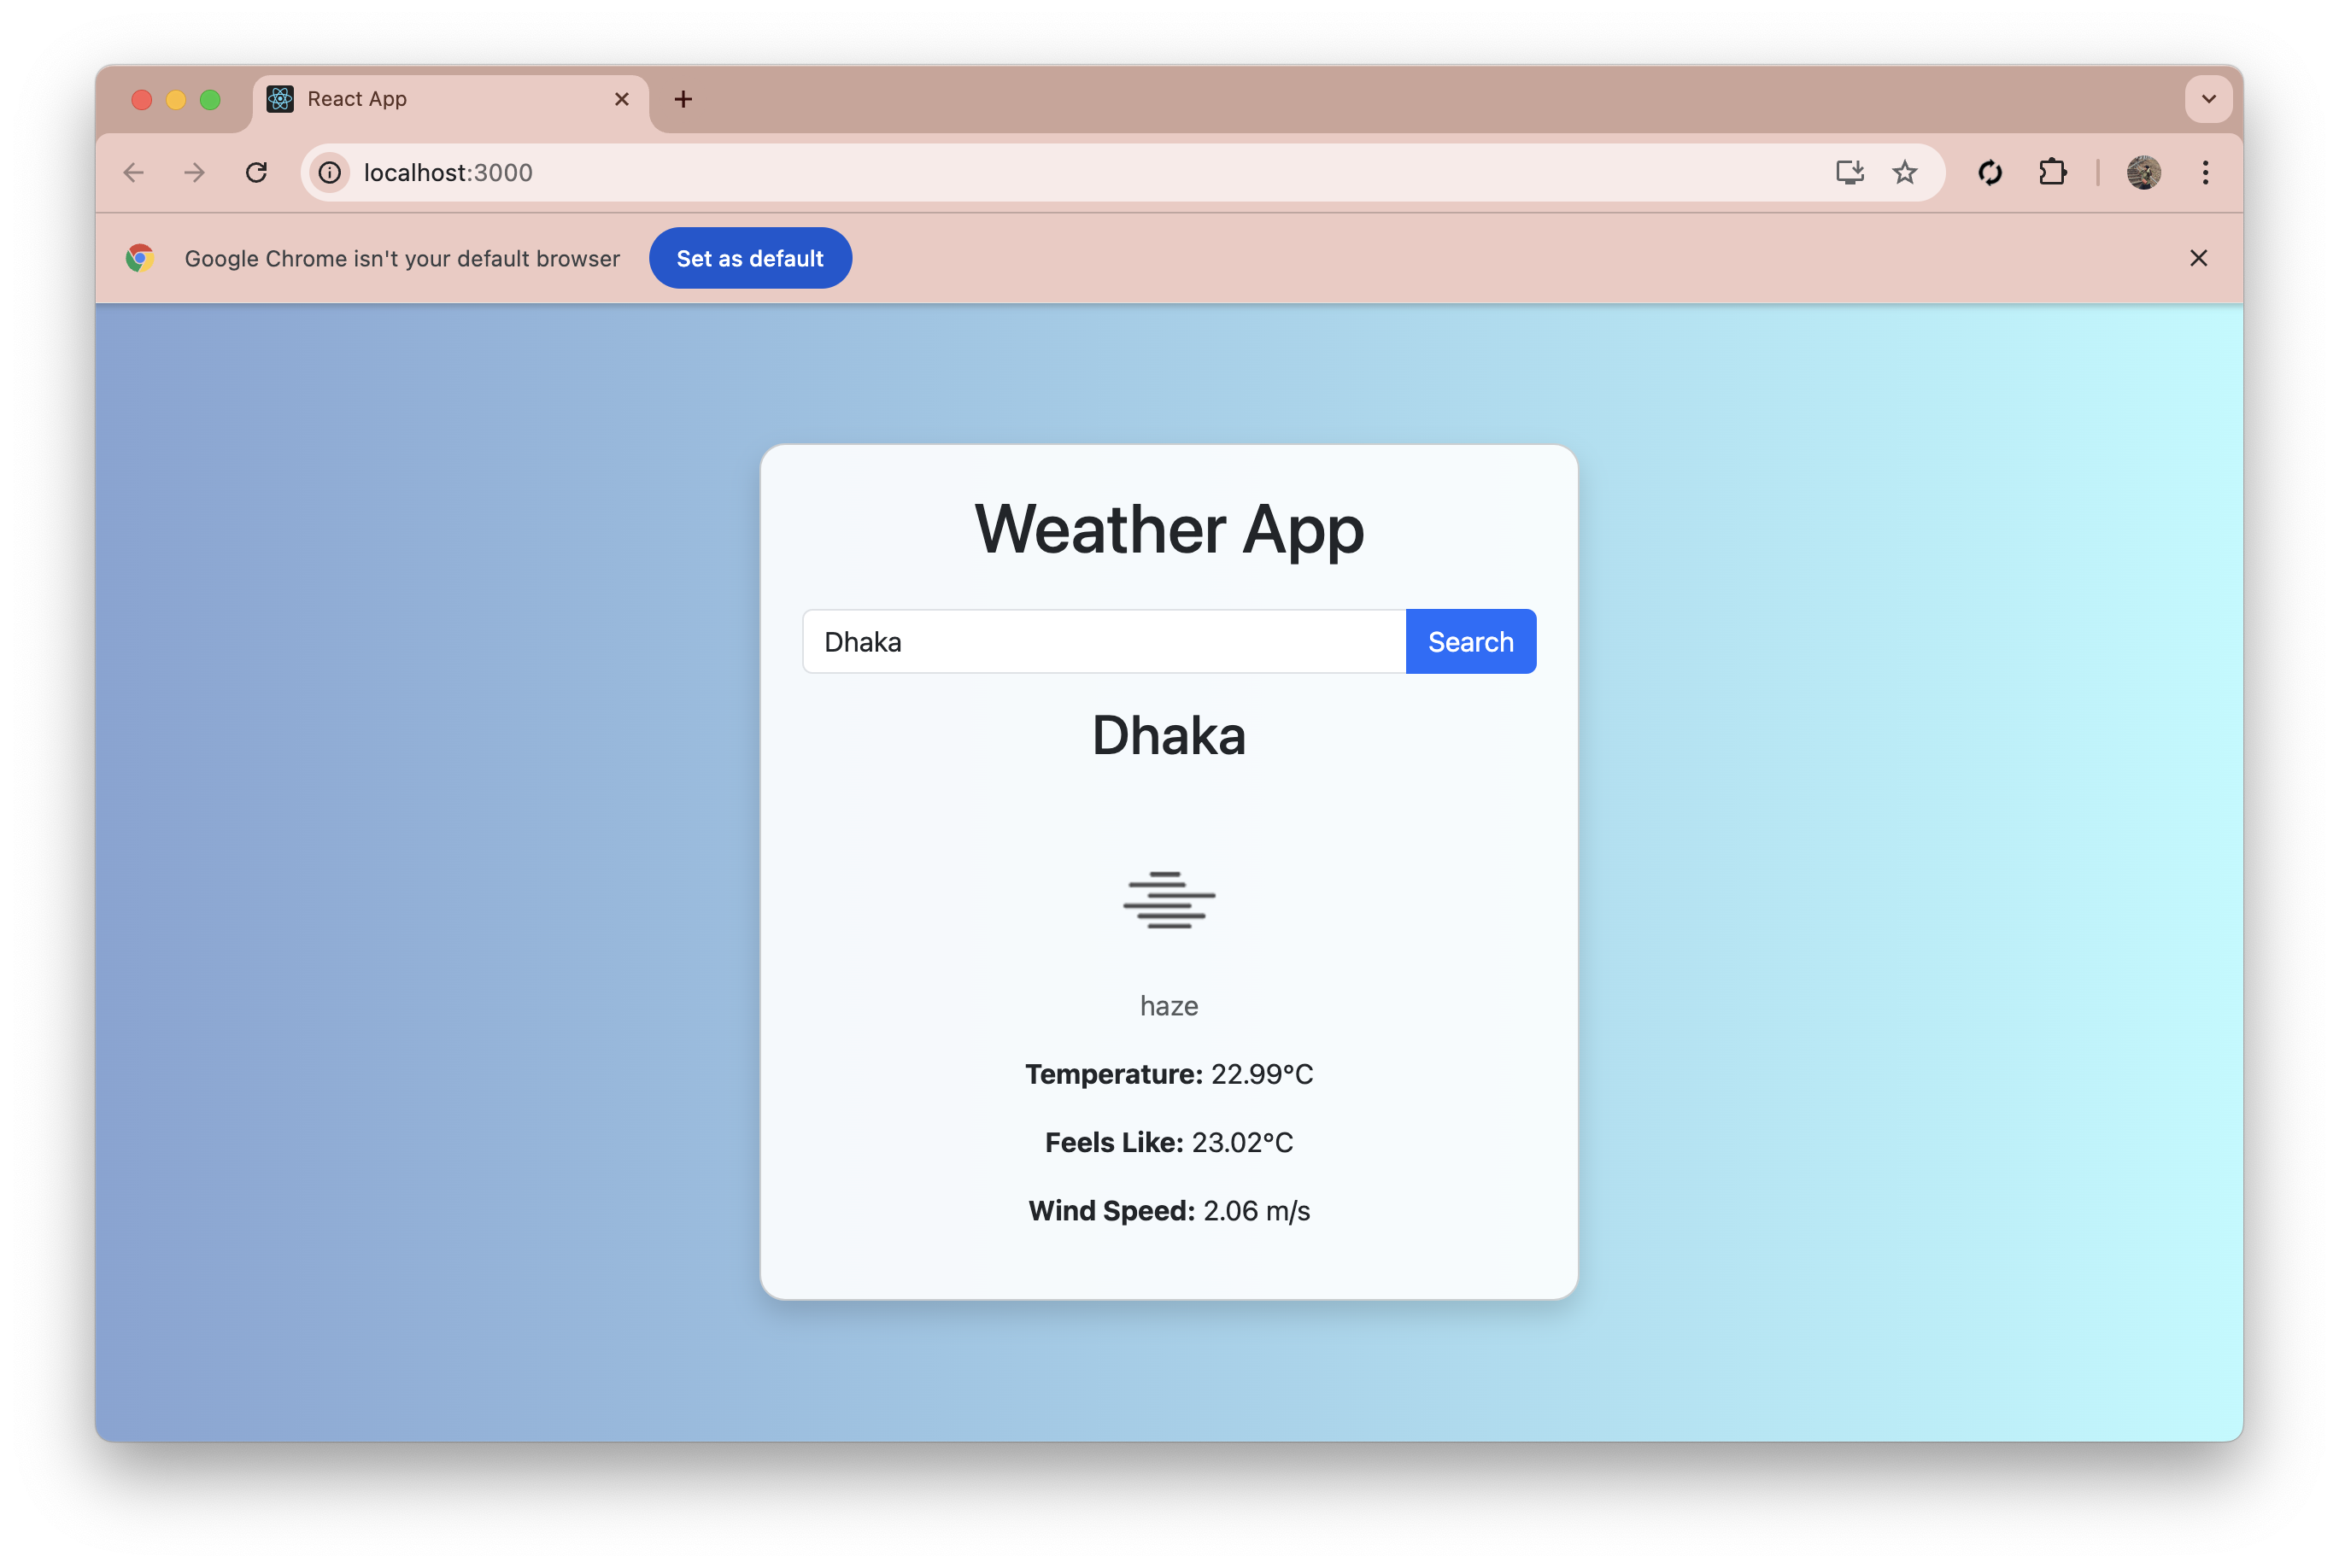 React App
localhost:3000
Google Chrome isn't your default browser Set as default
Weather App
Dhaka Search
Dhaka
haze
Temperature: 22.99°C
Feels Like: 23.02°C
Wind Speed: 2.06 m/s